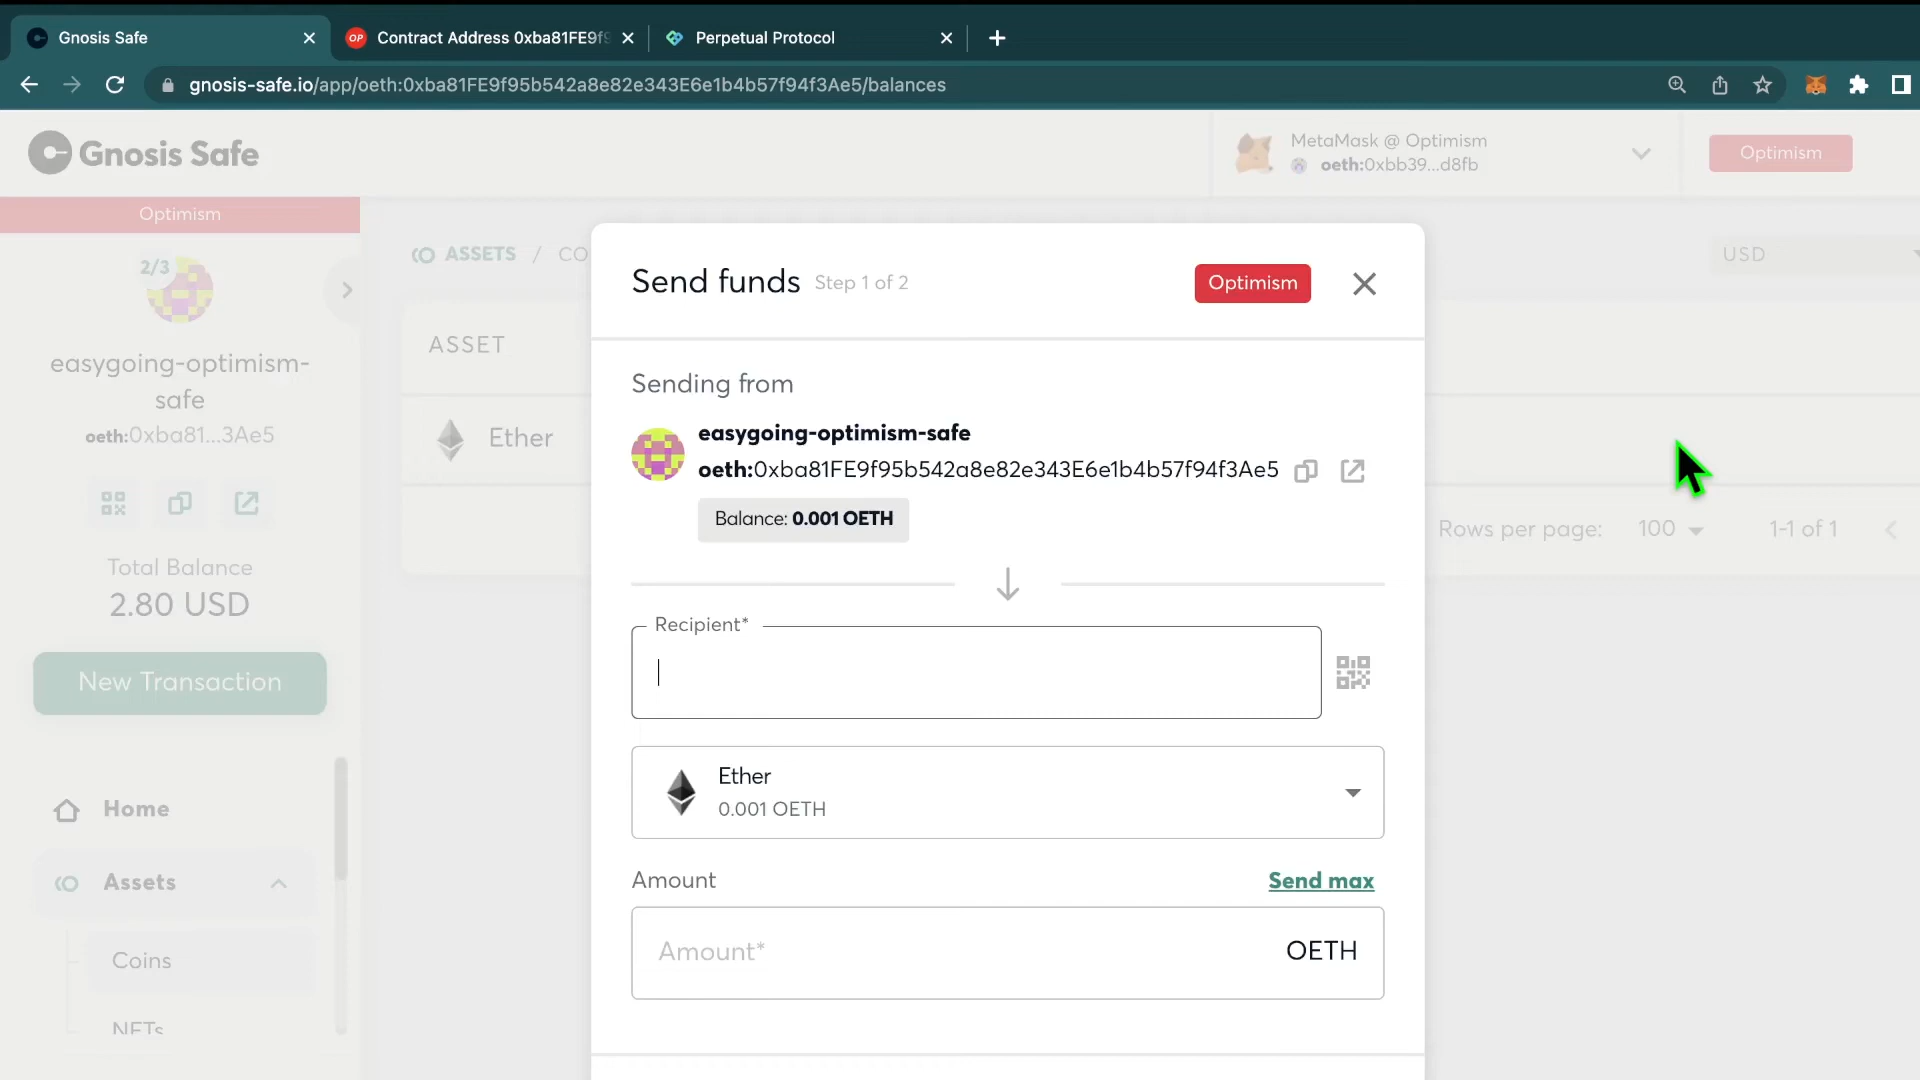 Gnosis Safe
Contract Address 0xba81FE9f9
Perpetual Protocol
gnosis-safe.io/app/oeth:0xba81FE9f95b542a8e82e343E6e1b4b57f94f3Ae5/balances
Gnosis Safe
MetaMask @ Optimism
oeth:0xbb39...d8fb
Optimism
Optimism
2/3
easygoing-optimism-
safe
oeth:0xba81...3Ae5
Total Balance
2.80 USD
New Transaction
Home
Assets
Coins
NFTs
ASSETS / CO
USD
ASSET
Ether
Rows per page: 100 1-1 of 1
Send funds Step 1 of 2
Optimism
Sending from
easygoing-optimism-safe
oeth:0xba81FE9f95b542a8e82e343E6e1b4b57f94f3Ae5
Balance: 0.001 OETH
Recipient*
Ether
0.001 OETH
Amount
Send max
Amount*
OETH